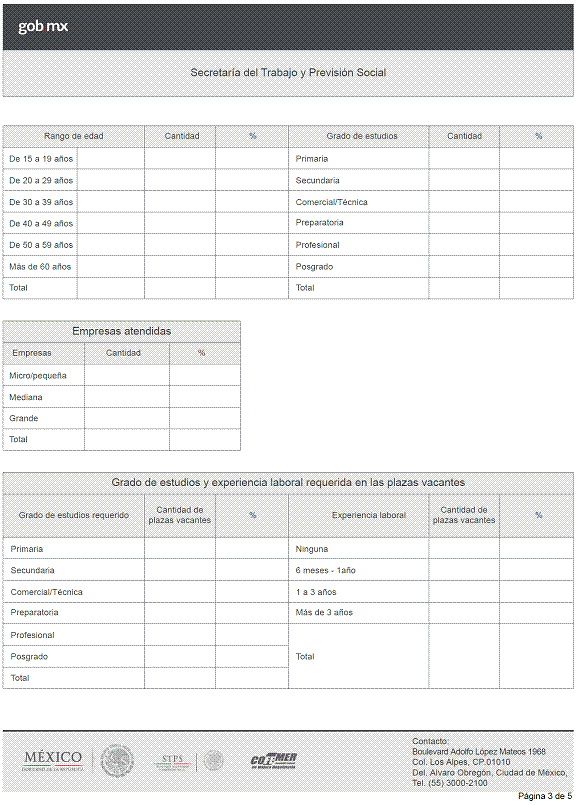 gob mx
Secretaría del Trabajo y Previsión Social
Rango de edad Cantidad % Grado de estudios Cantidad %
De 15 a 19 años Primaria
De 20 a 29 años Secundaria
De 30 a 39 años Comercial/Técnica
De 40 a 49 años Preparatoria
De 50 a 59 años Profesional
Más de 60 años Posgrado
Total Total
Empresas atendidas
Empresas Cantidad %
Micro/pequeña
Mediana
Grande
Total
Grado de estudios y experiencia laboral requerida en las plazas vacantes
Grado de estudios requerido Cantidad de plazas vacantes % Experiencia laboral Cantidad de plazas vacantes %
Primaria Ninguna
Secundaria 6 meses - 1año
Comercial/Técnica 1 a 3 años
Preparatoria Más de 3 años
Profesional
Posgrado Total
Total
MÉXICO
GOBIERNO DE LA REPÚBLICA
STPS
Contacto:
Boulevard Adolfo López Mateos 1968
Col. Los Alpes, CP.01010
Del. Alvaro Obregón, Ciudad de México,
Tel. (55) 3000-2100
Página 3 de 5